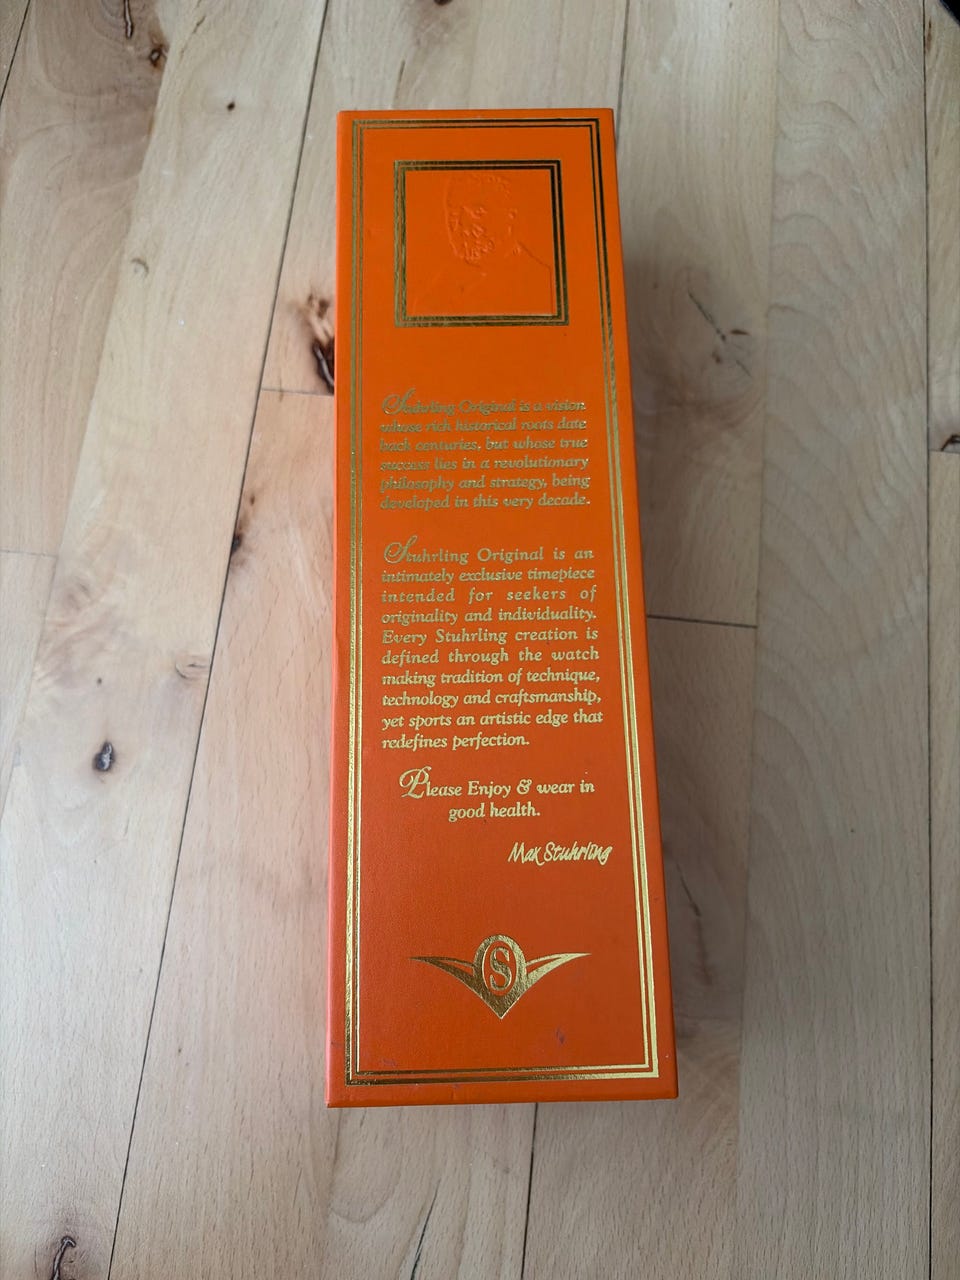 Stuhrling Original is a vision
whose rich historical roots date
back centuries, but whose true
success lies in a revolutionary
philosophy and strategy, being
developed in this very decade.
Stuhrling Original is an
intimately exclusive timepiece
intended for seekers of
originality and individuality.
Every Stuhrling creation is
defined through the watch
making tradition of technique,
technology and craftsmanship,
yet sports an artistic edge that
redefines perfection.
Please Enjoy & wear in
good health.
Max Stuhrling
S